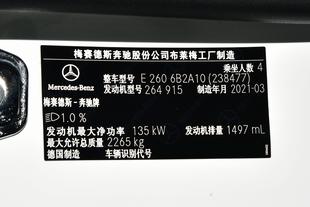 梅赛德斯奔驰股份公司布莱梅工厂制造
乘坐人数 4
整车型号 E 260 6B2A10 (238477)
发动机型号 264 915 制造年月 2021-03
Mercedes-Benz
梅赛德斯-奔驰牌
1.0 %
发动机最大净功率 135 kW 发动机排量 1497 mL
最大允许总质量 2265 kg
德国制造 车辆识别代号